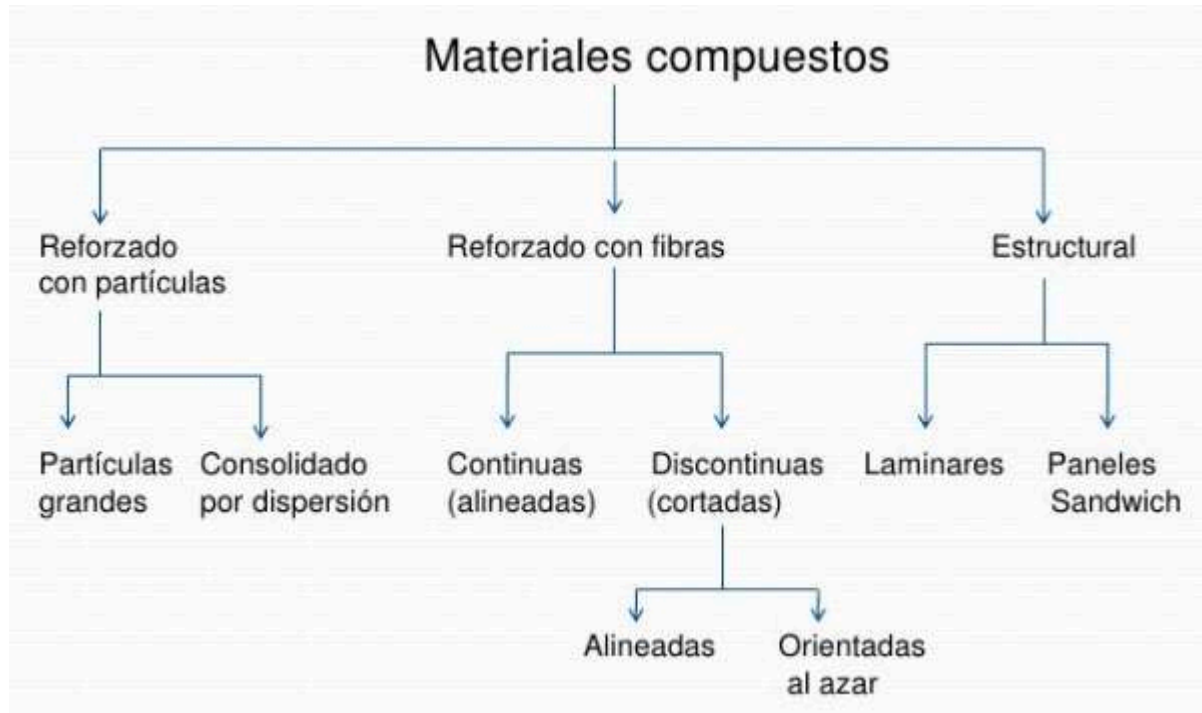 Materiales compuestos
Reforzado
con partículas
Reforzado con fibras
Estructural
Partículas
grandes
Consolidado
por dispersión
Continuas
(alineadas)
Discontinuas
(cortadas)
Laminares
Paneles
Sandwich
Alineadas
Orientadas
al azar